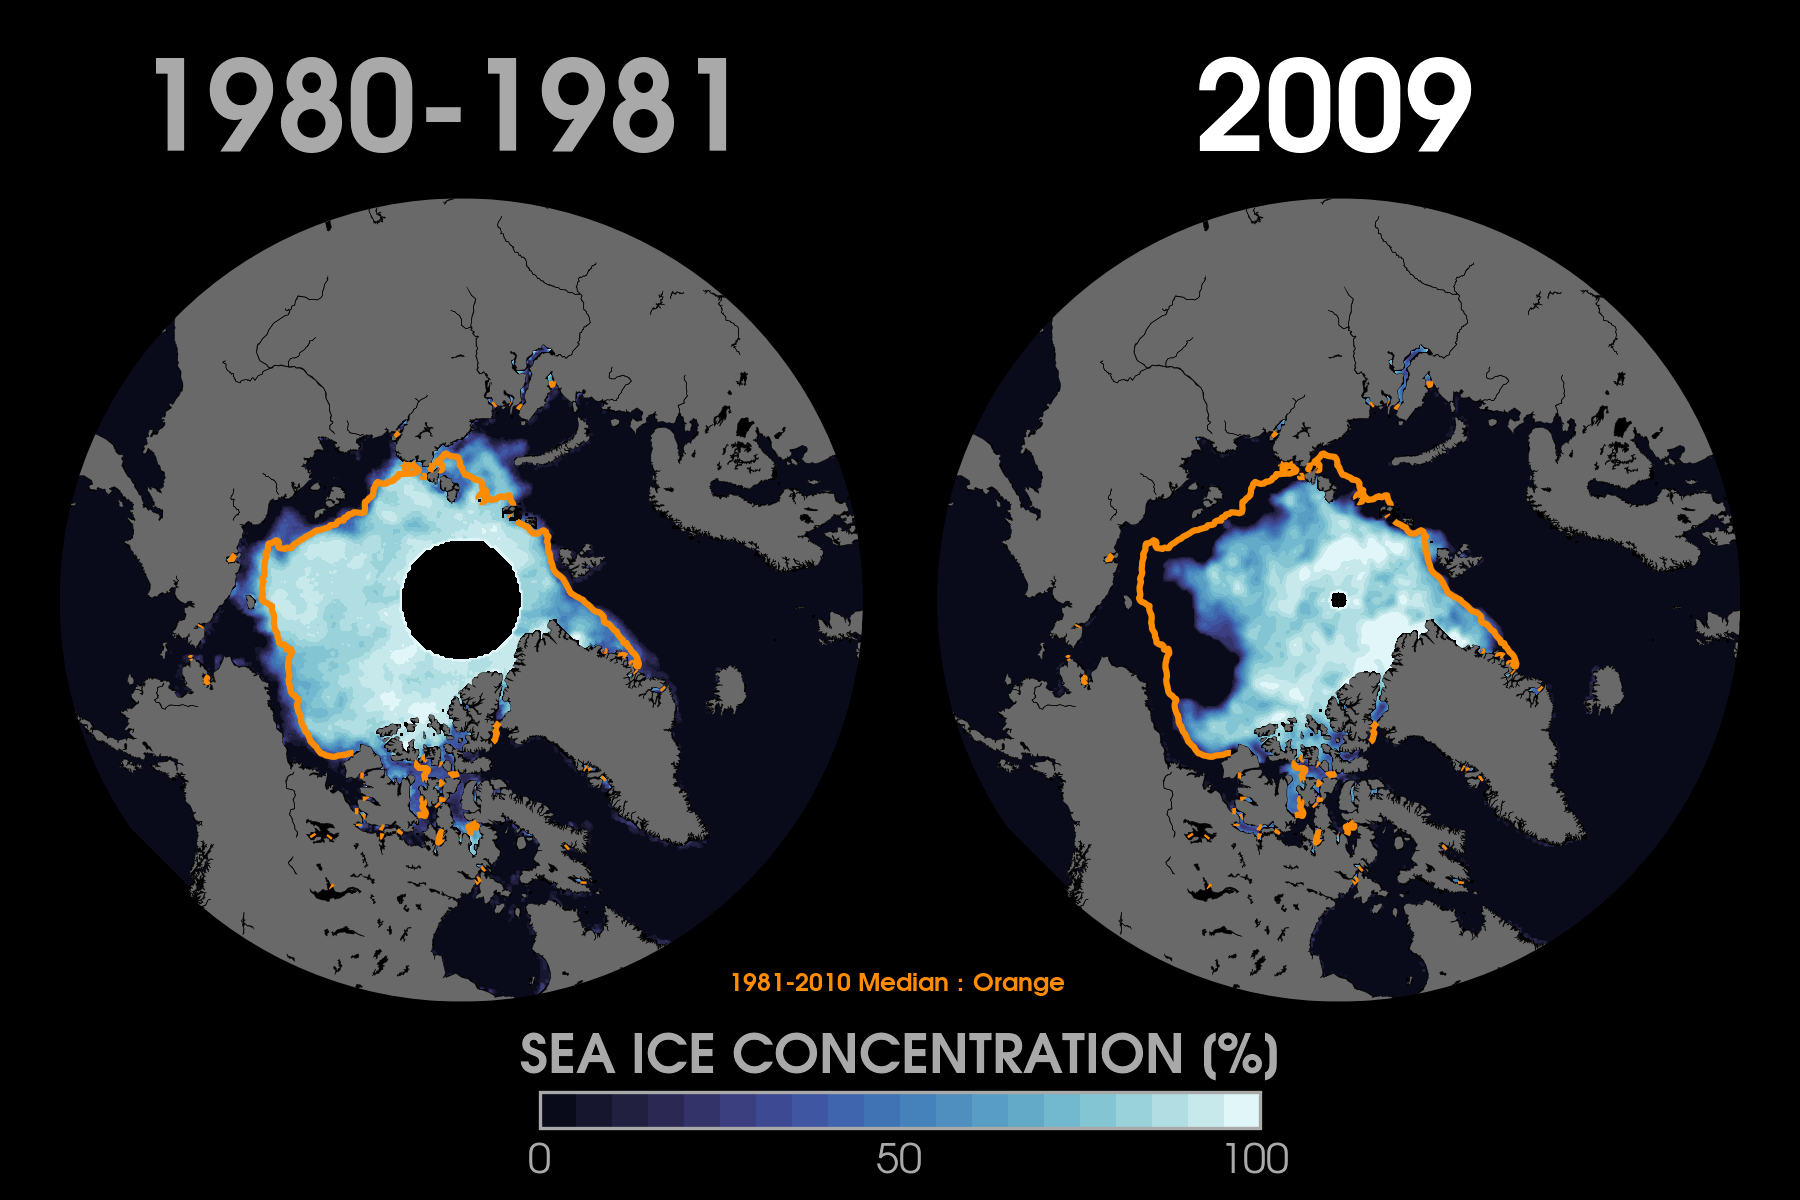 1980-1981
2009
1981-2010 Median : Orange
SEA ICE CONCENTRATION (%)
0 50 100